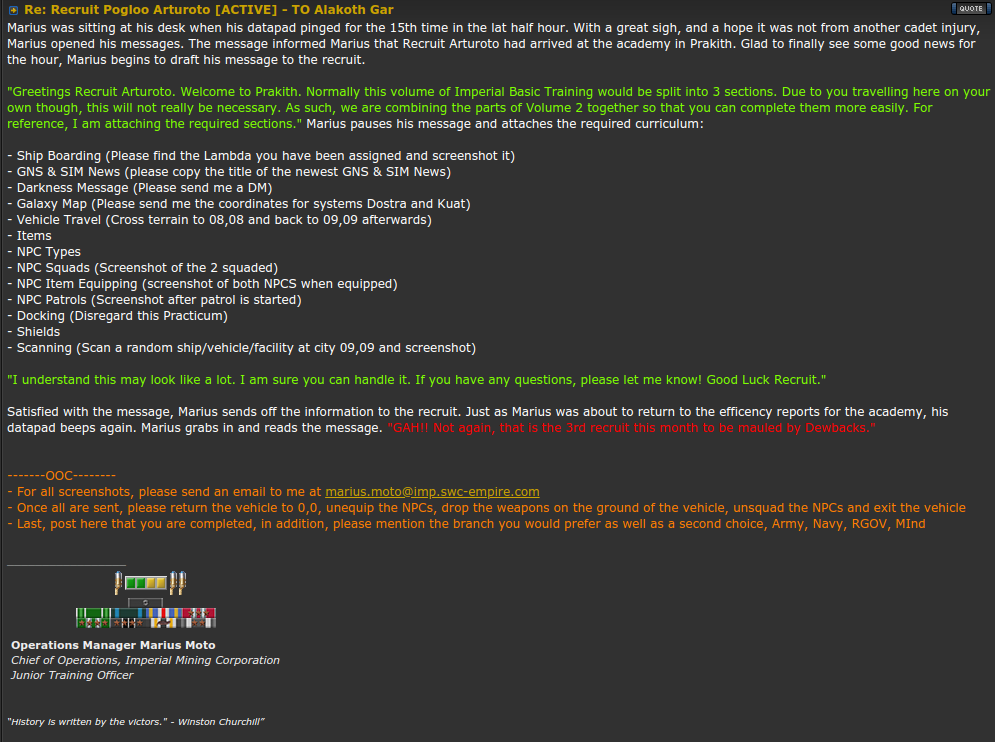 Re: Recruit Pogloo Arturoto [ACTIVE] - TO Alakoth Gar
QUOTE
Marius was sitting at his desk when his datapad pinged for the 15th time in the lat half hour. With a great sigh, and a hope it was not from another cadet injury,
Marius opened his messages. The message informed Marius that Recruit Arturoto had arrived at the academy in Prakith. Glad to finally see some good news for
the hour, Marius begins to draft his message to the recruit.
"Greetings Recruit Arturoto. Welcome to Prakith. Normally this volume of Imperial Basic Training would be split into 3 sections. Due to you travelling here on your
own though, this will not really be necessary. As such, we are combining the parts of Volume 2 together so that you can complete them more easily. For
reference, I am attaching the required sections." Marius pauses his message and attaches the required curriculum:
- Ship Boarding (Please find the Lambda you have been assigned and screenshot it)
- GNS & SIM News (please copy the title of the newest GNS & SIM News)
- Darkness Message (Please send me a DM)
- Galaxy Map (Please send me the coordinates for systems Dostra and Kuat)
- Vehicle Travel (Cross terrain to 08,08 and back to 09,09 afterwards)
- Items
- NPC Types
- NPC Squads (Screenshot of the 2 squaded)
- NPC Item Equipping (screenshot of both NPCS when equipped)
- NPC Patrols (Screenshot after patrol is started)
- Docking (Disregard this Practicum)
- Shields
- Scanning (Scan a random ship/vehicle/facility at city 09,09 and screenshot)
"I understand this may look like a lot. I am sure you can handle it. If you have any questions, please let me know! Good Luck Recruit."
Satisfied with the message, Marius sends off the information to the recruit. Just as Marius was about to return to the efficency reports for the academy, his
datapad beeps again. Marius grabs in and reads the message. "GAH!! Not again, that is the 3rd recruit this month to be mauled by Dewbacks."
-------OOC--------
- For all screenshots, please send an email to me at marius.moto@imp.swc-empire.com
- Once all are sent, please return the vehicle to 0,0, unequip the NPCs, drop the weapons on the ground of the vehicle, unsquad the NPCs and exit the vehicle
- Last, post here that you are completed, in addition, please mention the branch you would prefer as well as a second choice, Army, Navy, RGOV, MInd
Operations Manager Marius Moto
Chief of Operations, Imperial Mining Corporation
Junior Training Officer
"History is written by the victors." - Winston Churchill"